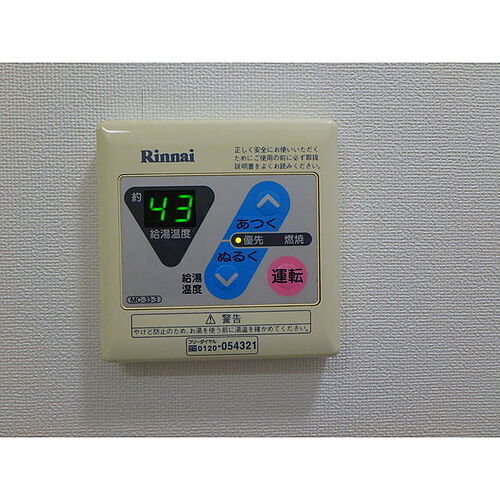 Rinnai
正しく安全にお使いいただく
ためにご使用の前に必ず取扱
説明書をよくお読みください。
約
43
給湯温度
あつく
優先 燃焼
ぬるく
給湯
温度
運転
MC-33-3
警告
やけど防止のため、お湯を使う前に湯温を確かめてください。
フリーダイヤル
0120-054321